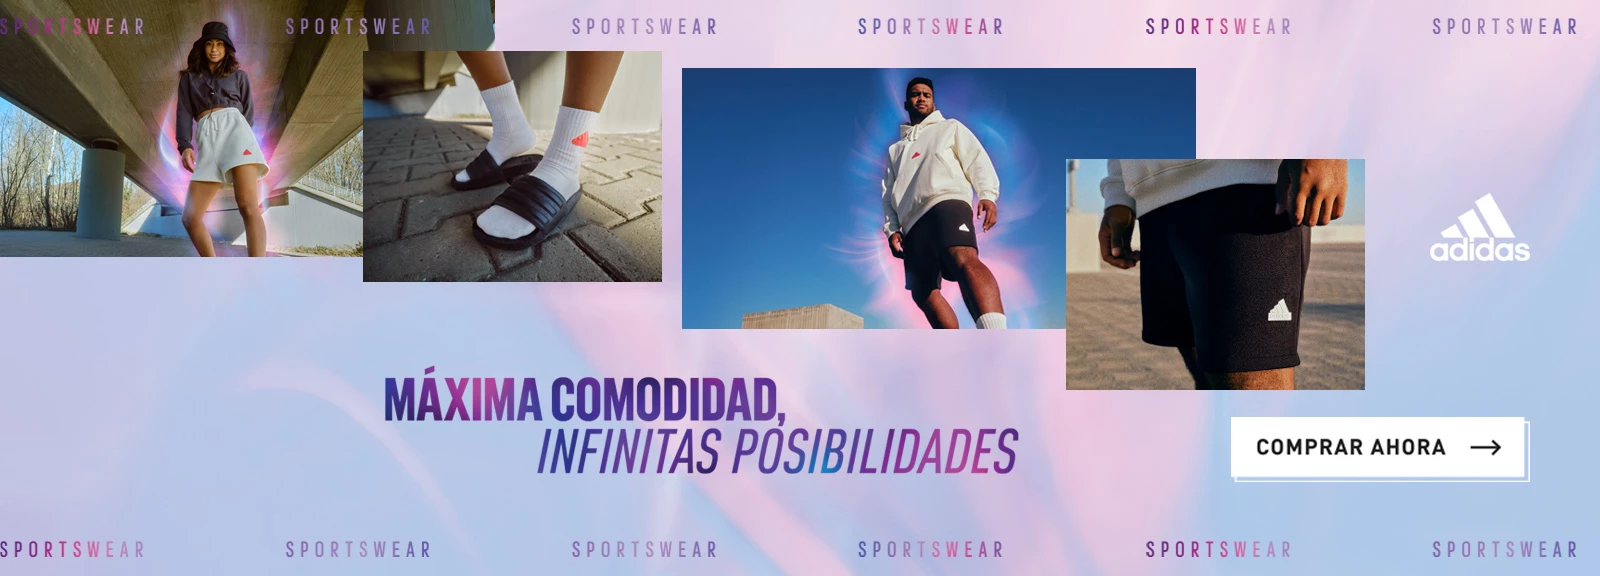 SPORTSWEAR SPORTSWEAR SPORTSWEAR SPORTSWEAR SPORTSWEAR SPORTSWEAR
adidas
MÁXIMA COMODIDAD,
INFINITAS POSIBILIDADES
COMPRAR AHORA
SPORTSWEAR SPORTSWEAR SPORTSWEAR SPORTSWEAR SPORTSWEAR SPORTSWEAR